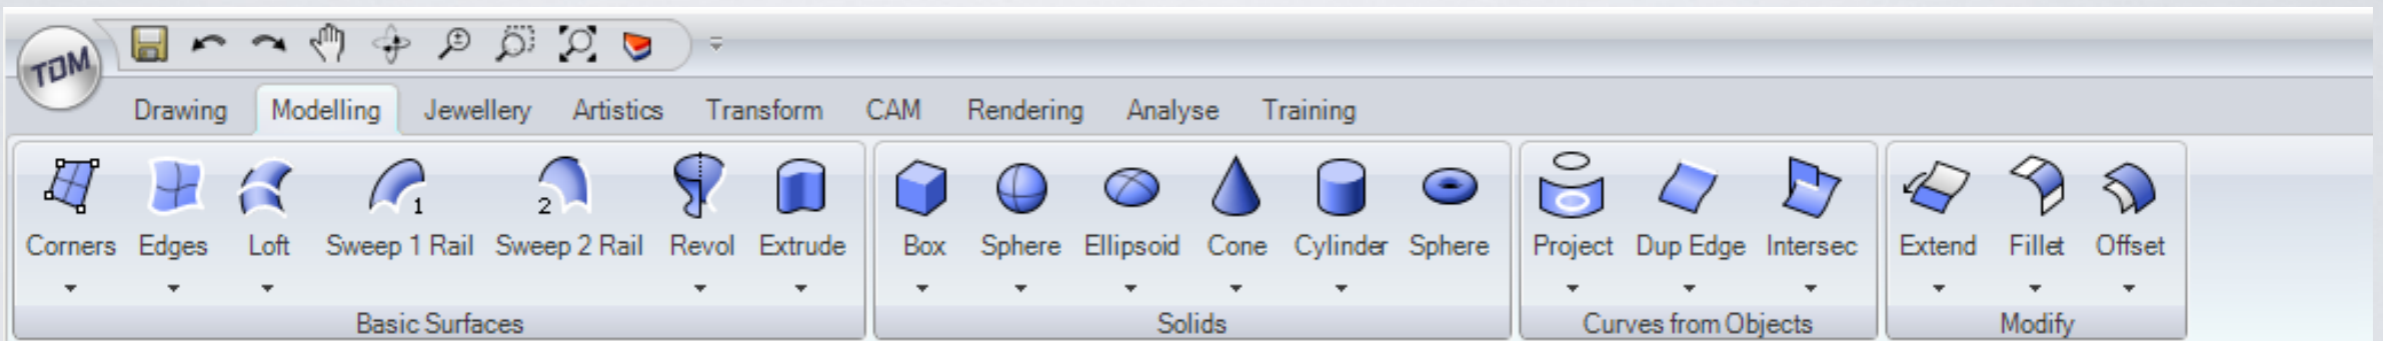 TDM
Drawing Modelling Jewellery Artistics Transform CAM Rendering Analyse Training
1 2
Corners Edges Loft Sweep 1 Rail Sweep 2 Rail Revol Extrude Box Sphere Ellipsoid Cone Cylinder Sphere Project Dup Edge Intersec Extend Fillet Offset
Basic Surfaces Solids Curves from Objects Modify